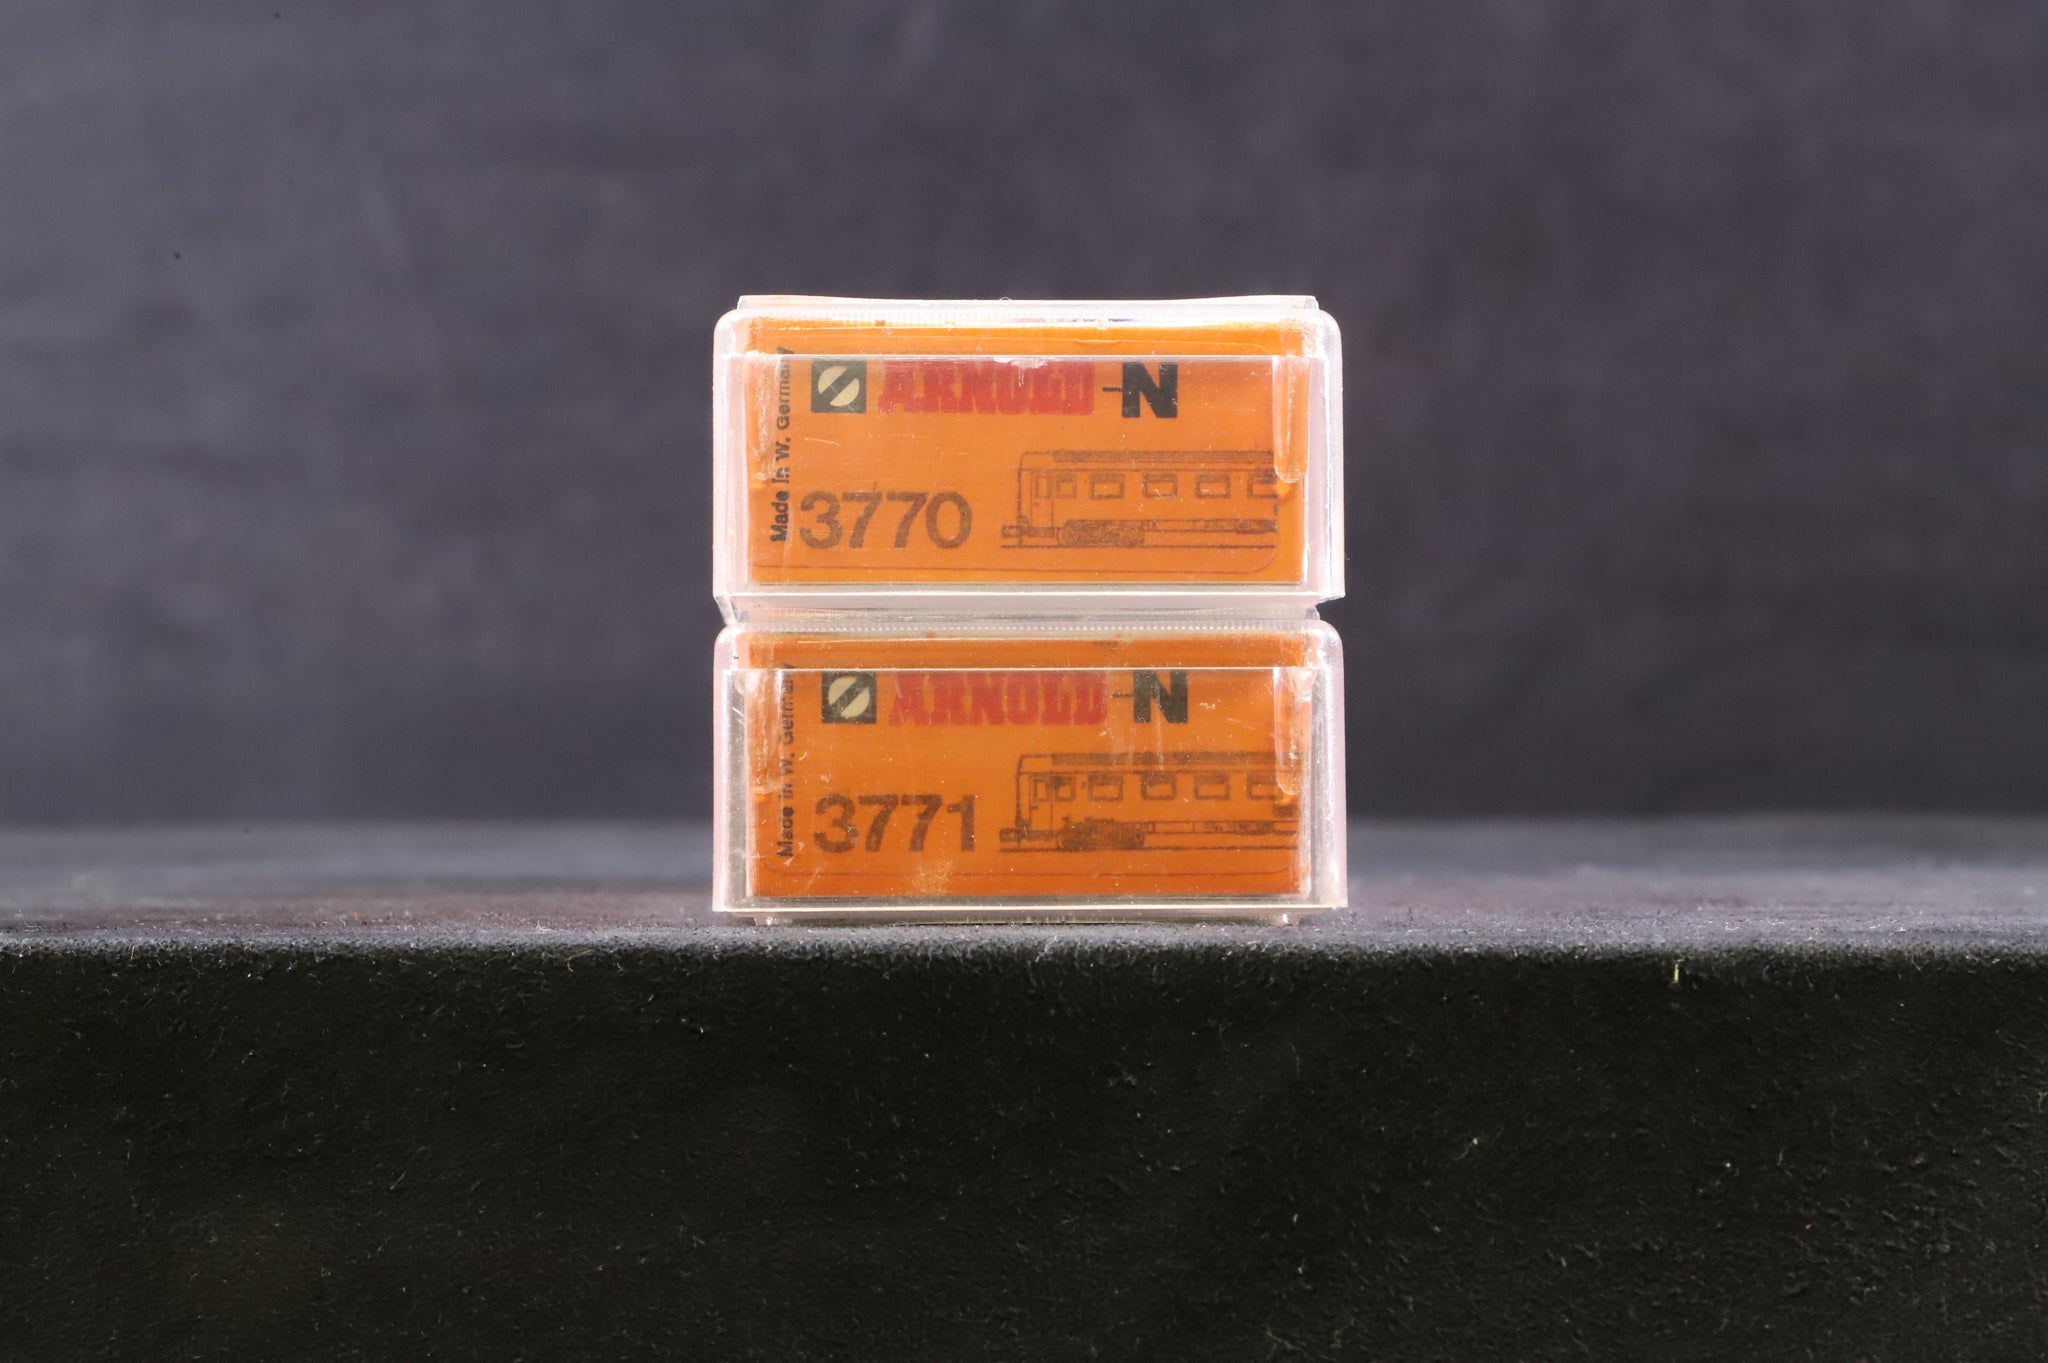 ARNOLD-N
Made in W. Germany
3770
ARNOLD-N
Made in W. Germany
3771